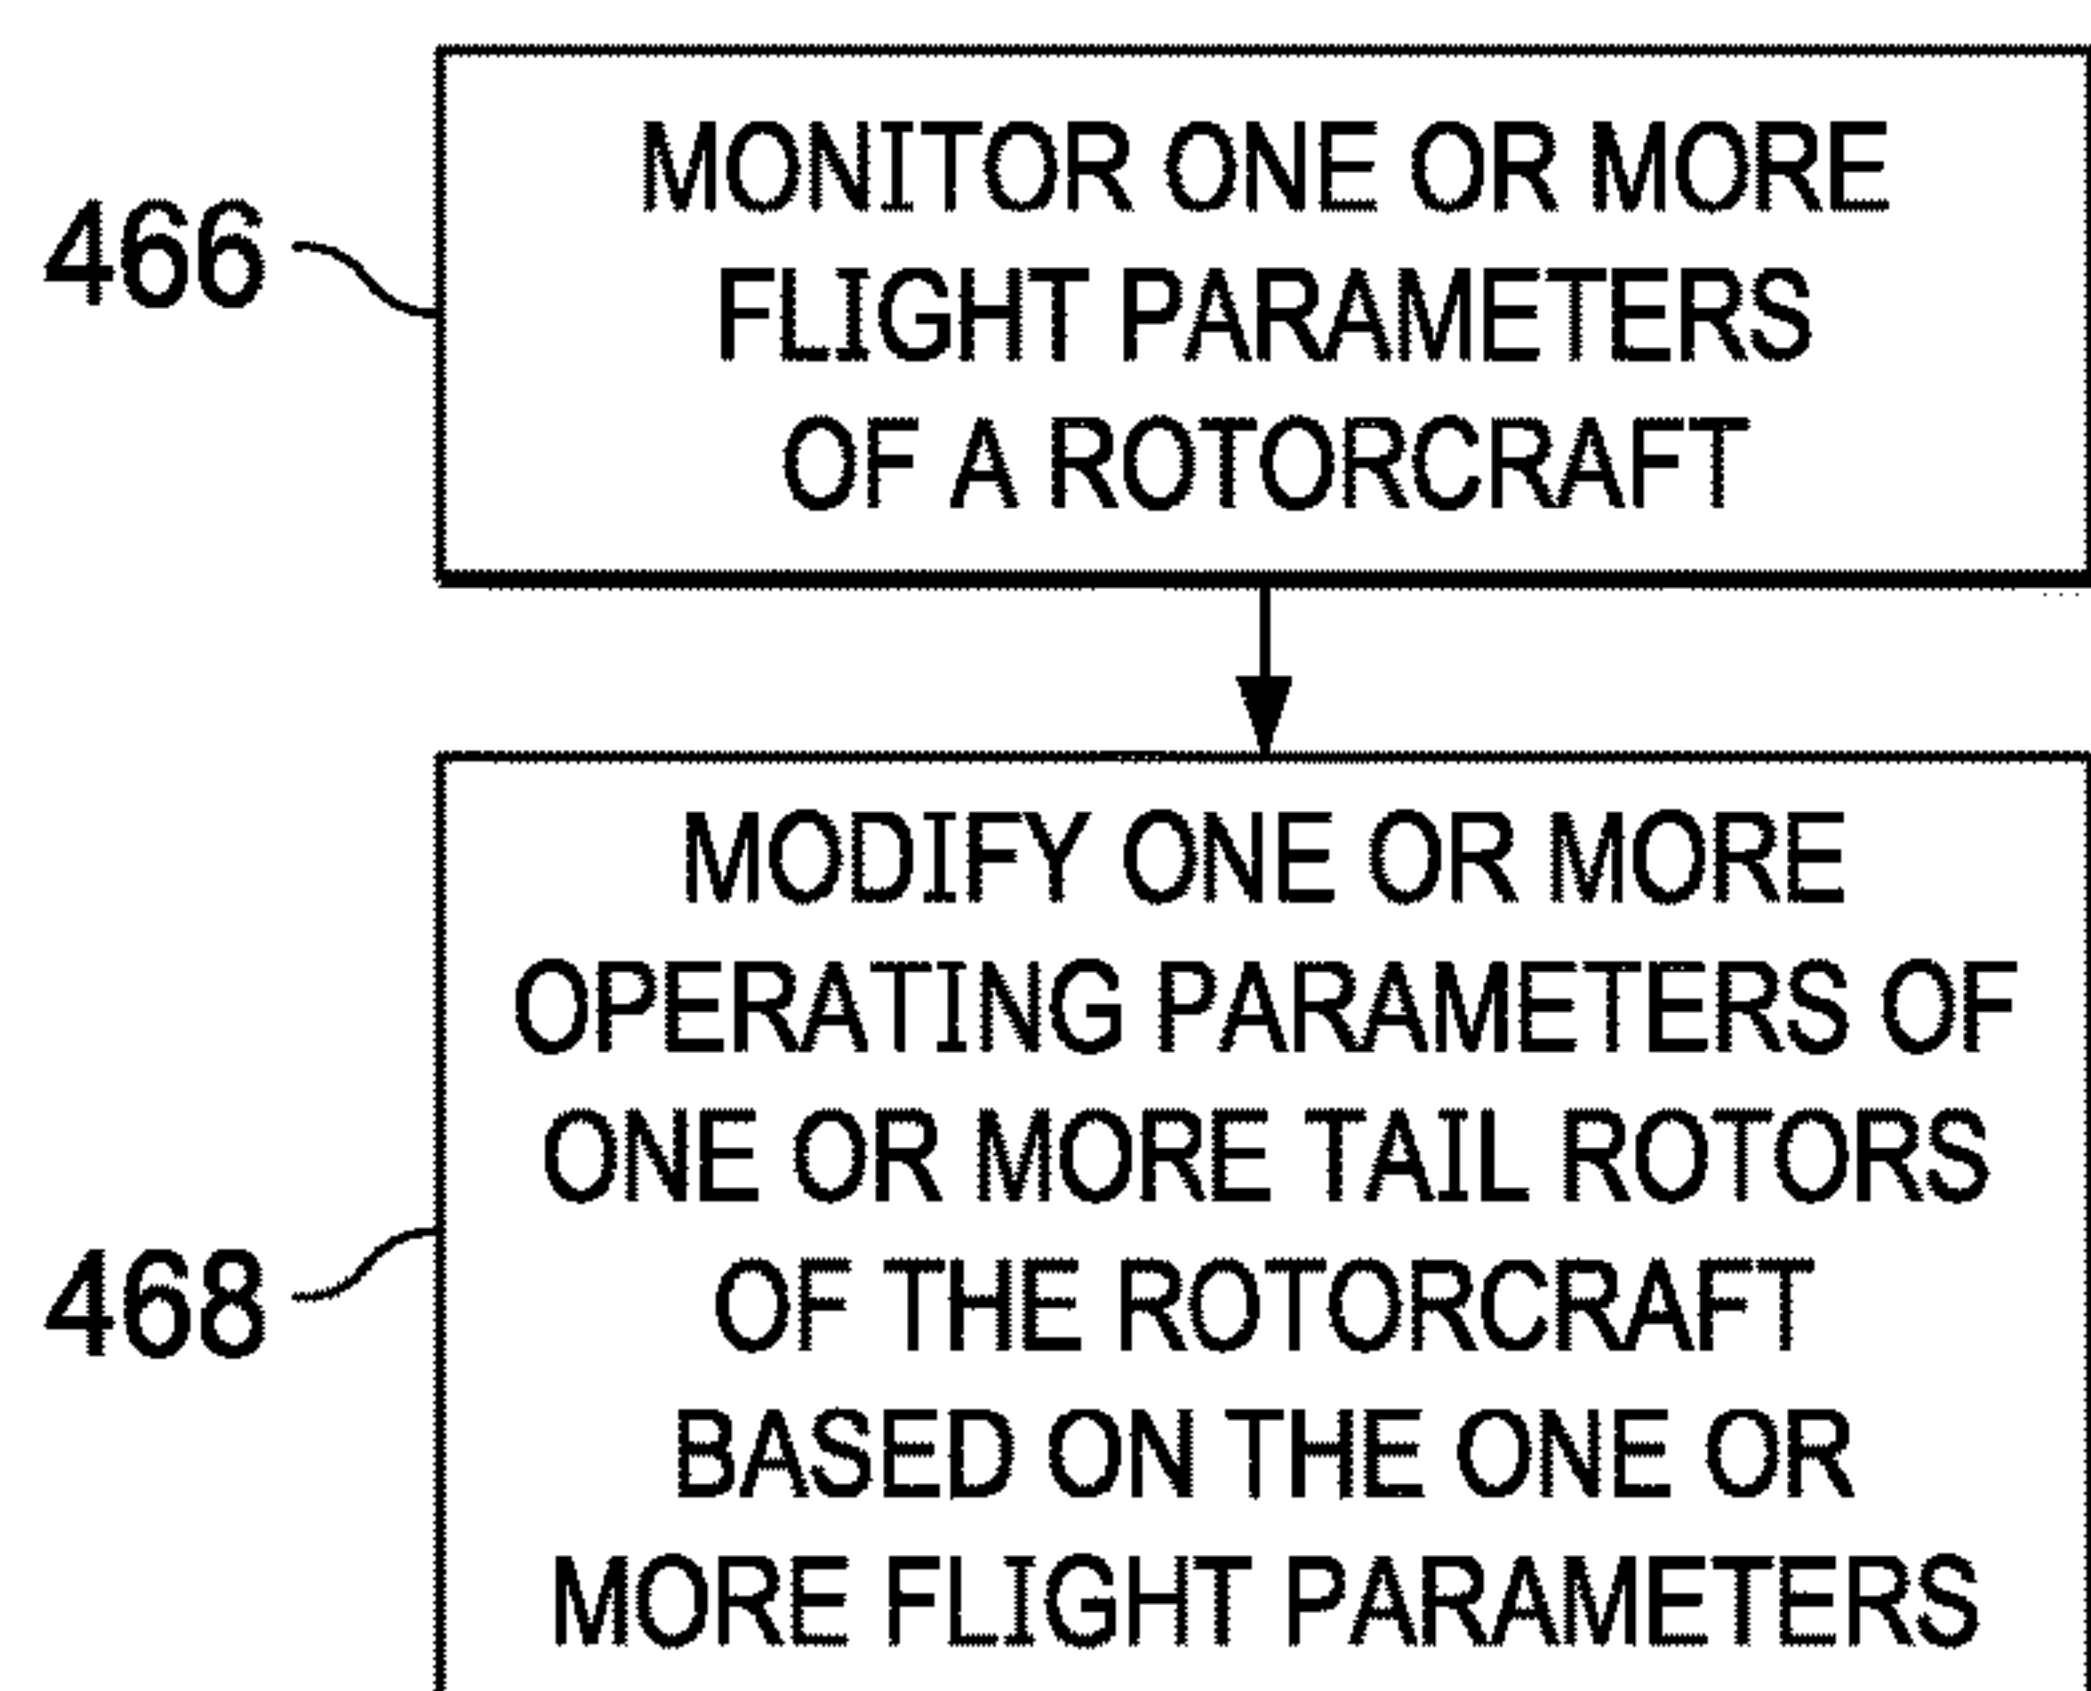 466
MONITOR ONE OR MORE
FLIGHT PARAMETERS
OF A ROTORCRAFT
468
MODIFY ONE OR MORE
OPERATING PARAMETERS OF
ONE OR MORE TAIL ROTORS
OF THE ROTORCRAFT
BASED ON THE ONE OR
MORE FLIGHT PARAMETERS